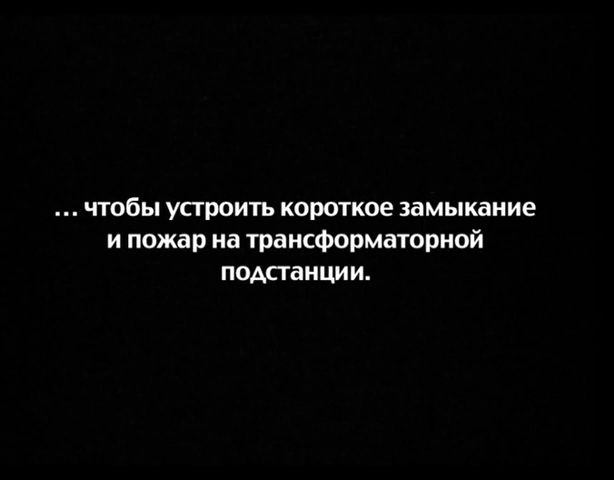 ... чтобы устроить короткое замыкание
и пожар на трансформаторной
подстанции.